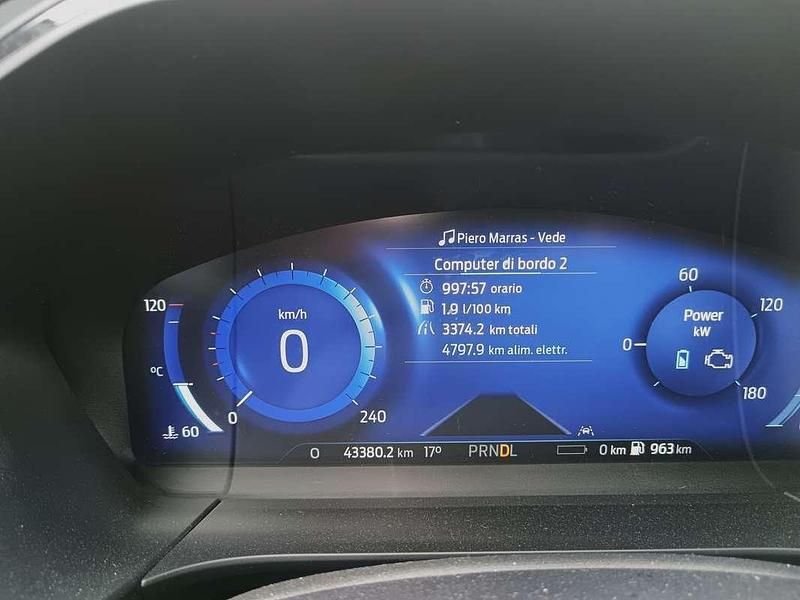 Piero Marras - Vede
Computer di bordo 2
997:57 orario
1.9 l/100 km
3374.2 km totali
4797.9 km alim. elettr.
120
°C
60
km/h
0
0
240
60
120
Power
kW
0
180
O 43380.2 km 17° PRNDL 0 km 963 km